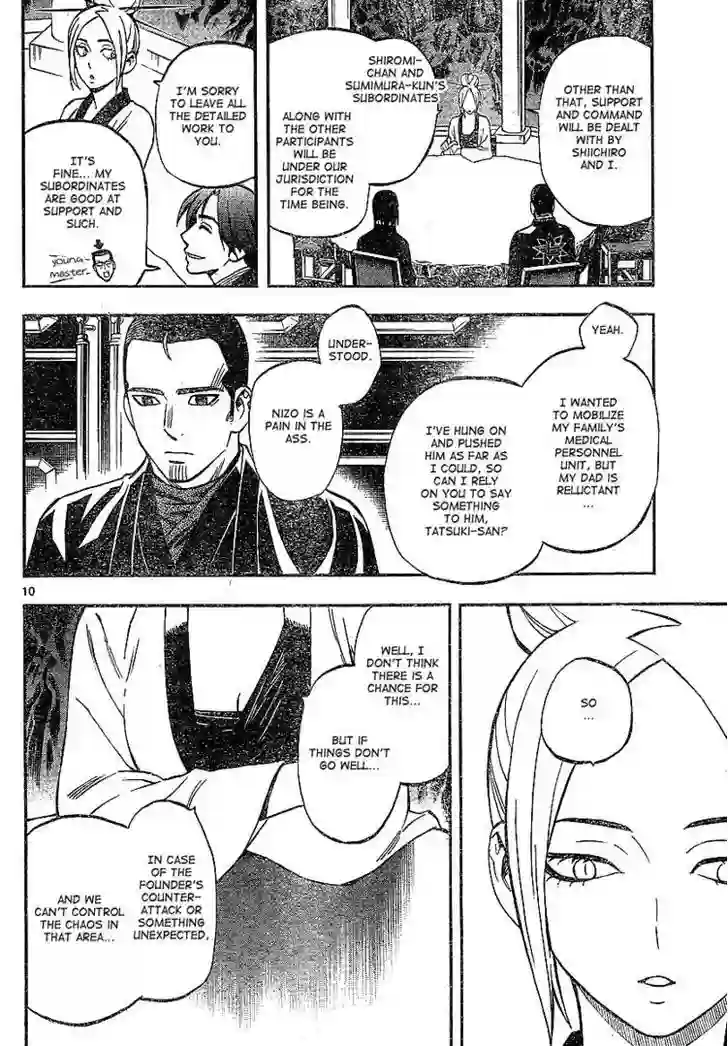 OTHER THAN
THAT, SUPPORT
AND COMMAND
WILL BE DEALT
WITH BY
SHICHIRO
AND I.
SHIROMI-
CHAN AND
SUMIMURA-KUN'S
SUBORDINATES
ALONG WITH
THE OTHER
PARTICIPANTS
WILL BE
UNDER OUR
JURISDICTION
FOR THE
TIME BEING.
I'M SORRY
TO LEAVE ALL
THE DETAILED
WORK TO
YOU.
IT'S
FINE... MY
SUBORDINATES
ARE GOOD AT
SUPPORT AND
SUCH.
young-
master-
YEAH.
I WANTED
TO MOBILIZE
MY FAMILY'S
MEDICAL
PERSONNEL
UNIT, BUT
MY DAD IS
RELUCTANT
...
I'VE HUNG ON
AND PUSHED
HIM AS FAR AS
I COULD, SO
CAN I RELY
ON YOU TO SAY
SOMETHING
TO HIM,
TATSUKI-SAN?
UNDER-
STOOD.
NIZO IS A
PAIN IN THE
ASS.
10
SO
...
WELL, I
DON'T THINK
THERE IS A
CHANCE FOR
THIS...
BUT IF
THINGS DON'T
GO WELL...
IN CASE
OF THE
FOUNDER'S
COUNTER-
ATTACK OR
SOMETHING
UNEXPECTED,
AND WE
CAN'T CONTROL
THE CHAOS IN
THAT AREA...